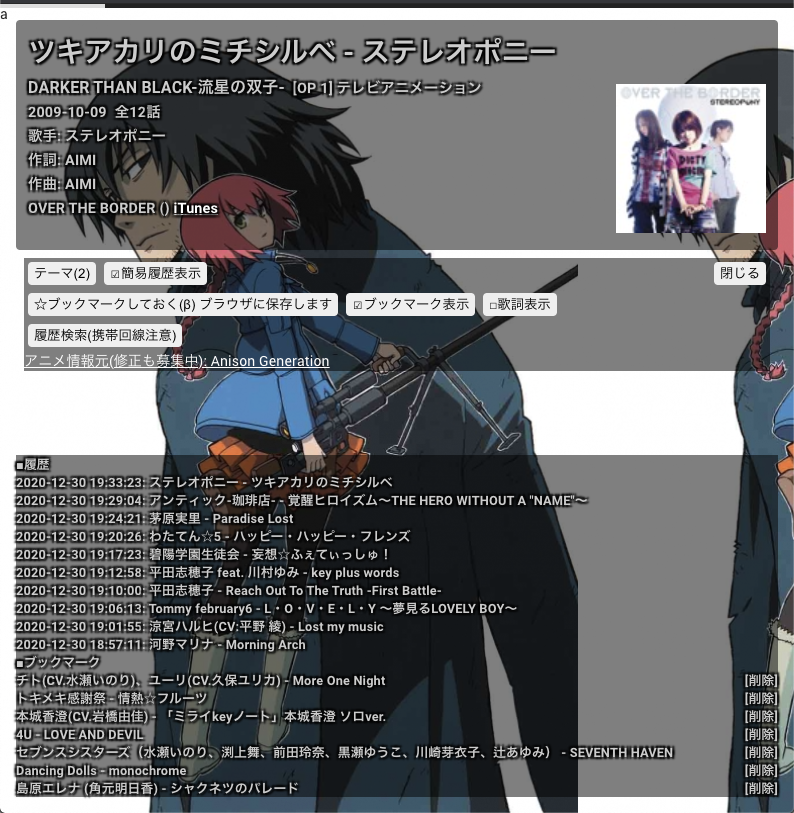 a
ツキアカリのミチシルベ - ステレオポニー
DARKER THAN BLACK-流星の双子- [OP 1] テレビアニメーション
2009-10-09 全12話
歌手: ステレオポニー
作詞: AIMI
作曲: AIMI
OVER THE BORDER () iTunes
OVER THE BORDER
STEREOPONY
テーマ(2) ☑簡易履歴表示 閉じる
☆ブックマークしておく(β) ブラウザに保存します ☑ブックマーク表示 □歌詞表示
履歴検索(携帯回線注意)
アニメ情報元(修正も募集中): Anison Generation
■履歴
2020-12-30 19:33:23: ステレオポニー - ツキアカリのミチシルベ
2020-12-30 19:29:04: アンティック-珈琲店- - 覚醒ヒロイズム〜THE HERO WITHOUT A "NAME"〜
2020-12-30 19:24:21: 茅原実里 - Paradise Lost
2020-12-30 19:20:26: わたてん☆5 - ハッピー・ハッピー・フレンズ
2020-12-30 19:17:23: 碧陽学園生徒会 - 妄想☆ふぇてぃっしゅ！
2020-12-30 19:12:58: 平田志穂子 feat. 川村ゆみ - key plus words
2020-12-30 19:10:00: 平田志穂子 - Reach Out To The Truth -First Battle-
2020-12-30 19:06:13: Tommy february6 - L・O・V・E・L・Y 〜夢見るLOVELY BOY〜
2020-12-30 19:01:55: 涼宮ハルヒ(CV:平野 綾) - Lost my music
2020-12-30 18:57:11: 河野マリナ - Morning Arch
■ブックマーク
チト(CV.水瀬いのり)、ユーリ(CV.久保ユリカ) - More One Night [削除]
トキメキ感謝祭 - 情熱☆フルーツ [削除]
本城香澄(CV.岩橋由佳) - 「ミライkeyノート」本城香澄 ソロver. [削除]
4U - LOVE AND DEVIL [削除]
セブンスシスターズ（水瀬いのり、渕上舞、前田玲奈、黒瀬ゆうこ、川崎芽衣子、辻あゆみ） - SEVENTH HAVEN [削除]
Dancing Dolls - monochrome [削除]
島原エレナ (角元明日香) - シャクネツのパレード [削除]